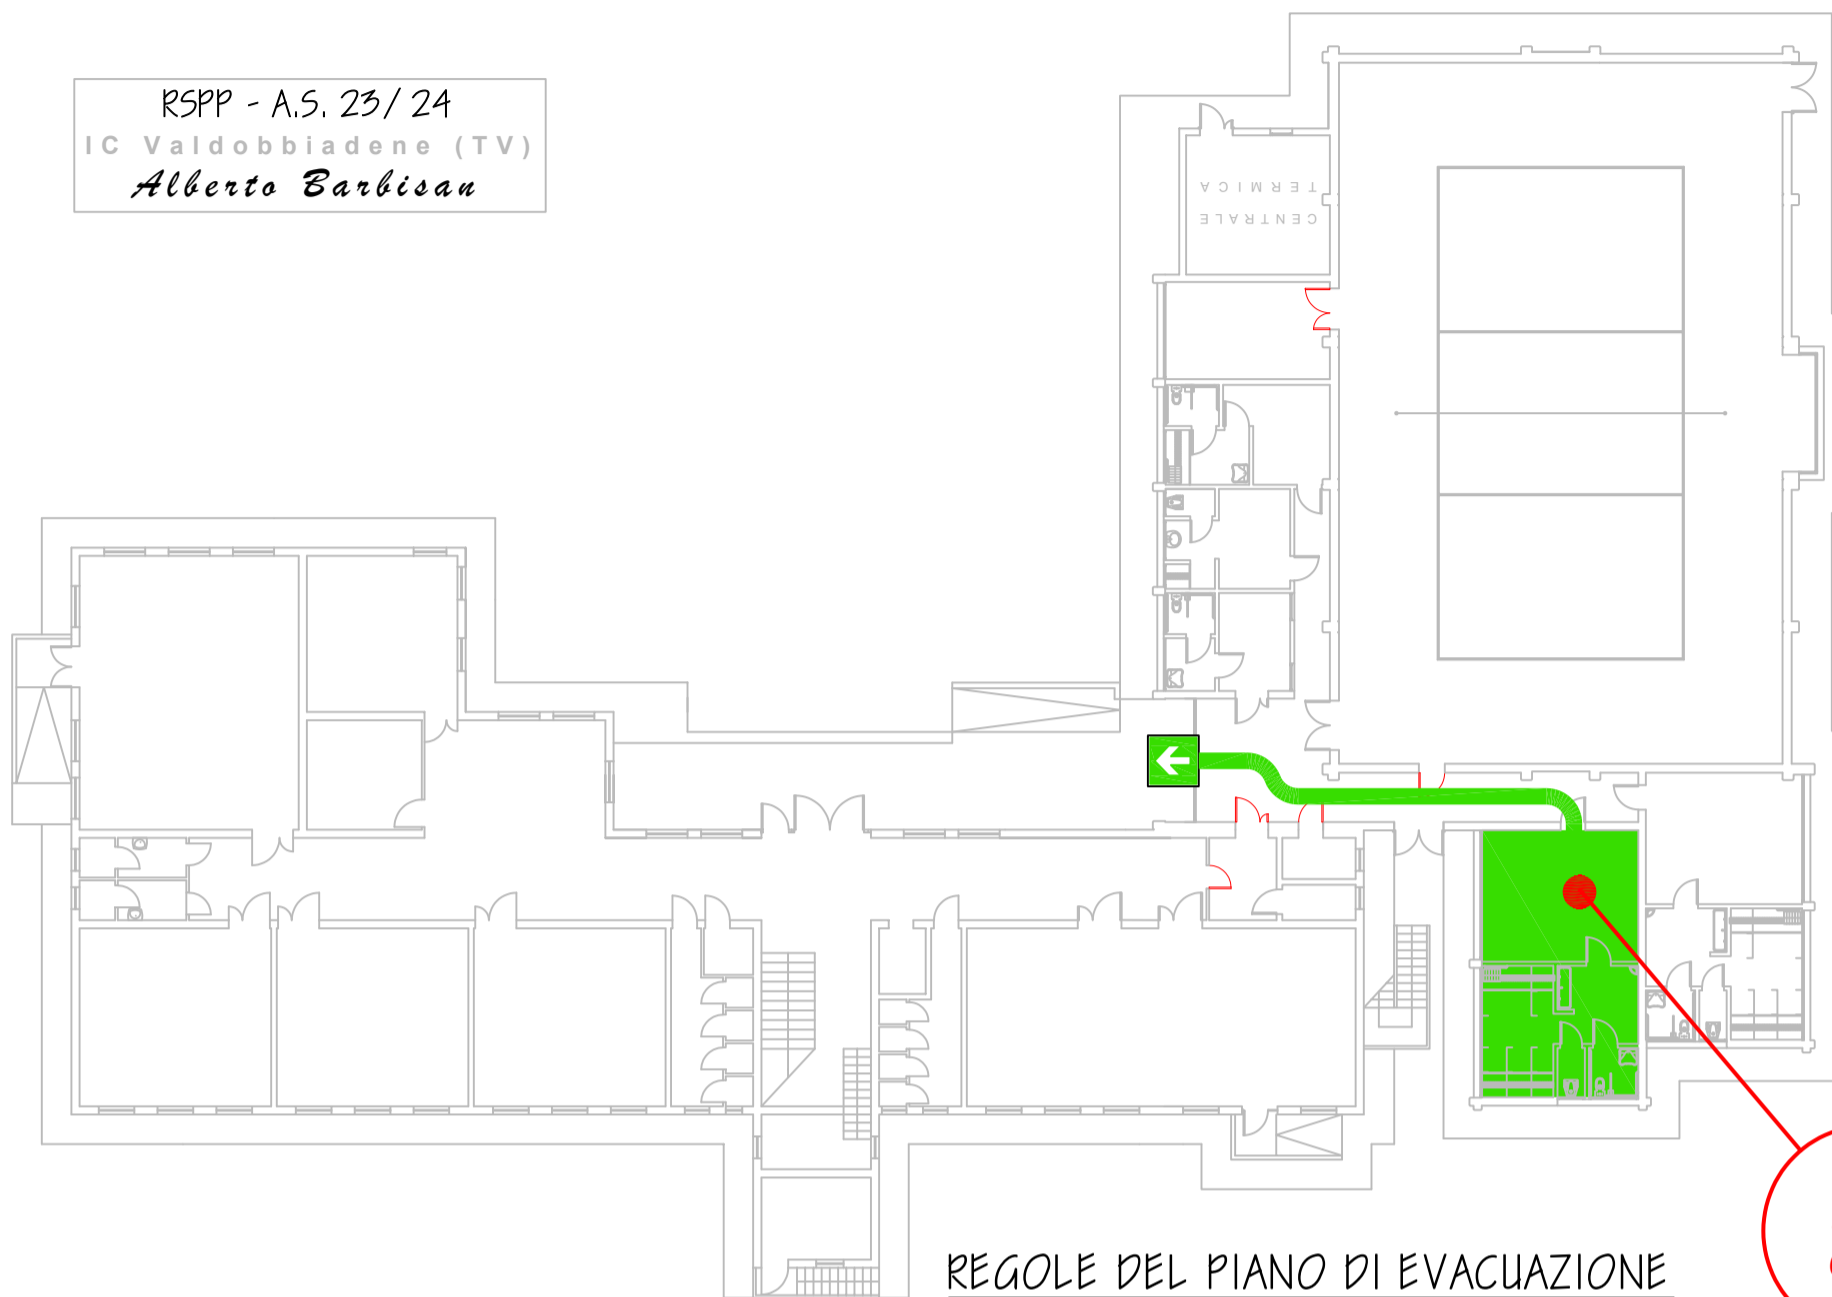 RSPP - A.S. 23/24
IC Valdobbiadene (TV)
Alberto Barbisan
CENTRALE
TERMICA
REGOLE DEL PIANO DI EVACUAZIONE